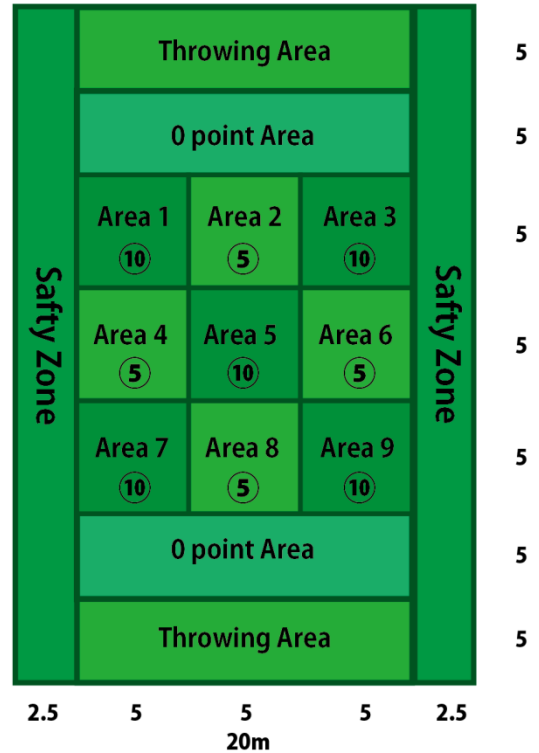 Throwing Area
5
0 point Area
5
Area 1
Area 2
Area 3
10
5
10
5
Safty Zone
Safty Zone
Area 4
Area 5
Area 6
5
10
5
5
Area 7
Area 8
Area 9
10
5
10
5
0 point Area
5
Throwing Area
5
2.5 5 5 5 2.5
20m